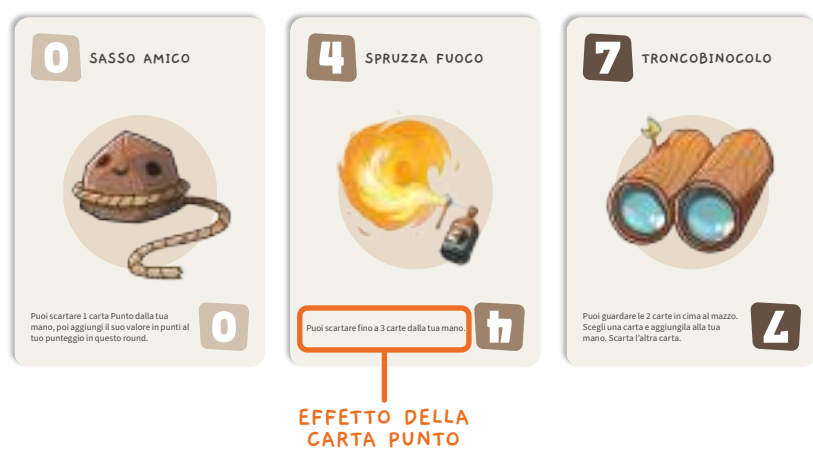 0 SASSO AMICO
Puoi scartare 1 carta Punto dalla tua
mano, poi aggiungi il suo valore in punti al
tuo punteggio in questo round.
0
4 SPRUZZA FUOCO
Puoi scartare fino a 3 carte dalla tua mano.
4
7 TRONCOBINOCOLO
Puoi guardare le 2 carte in cima al mazzo.
Scegli una carta e aggiungila alla tua
mano. Scarta l'altra carta.
7
EFFETTO DELLA
CARTA PUNTO